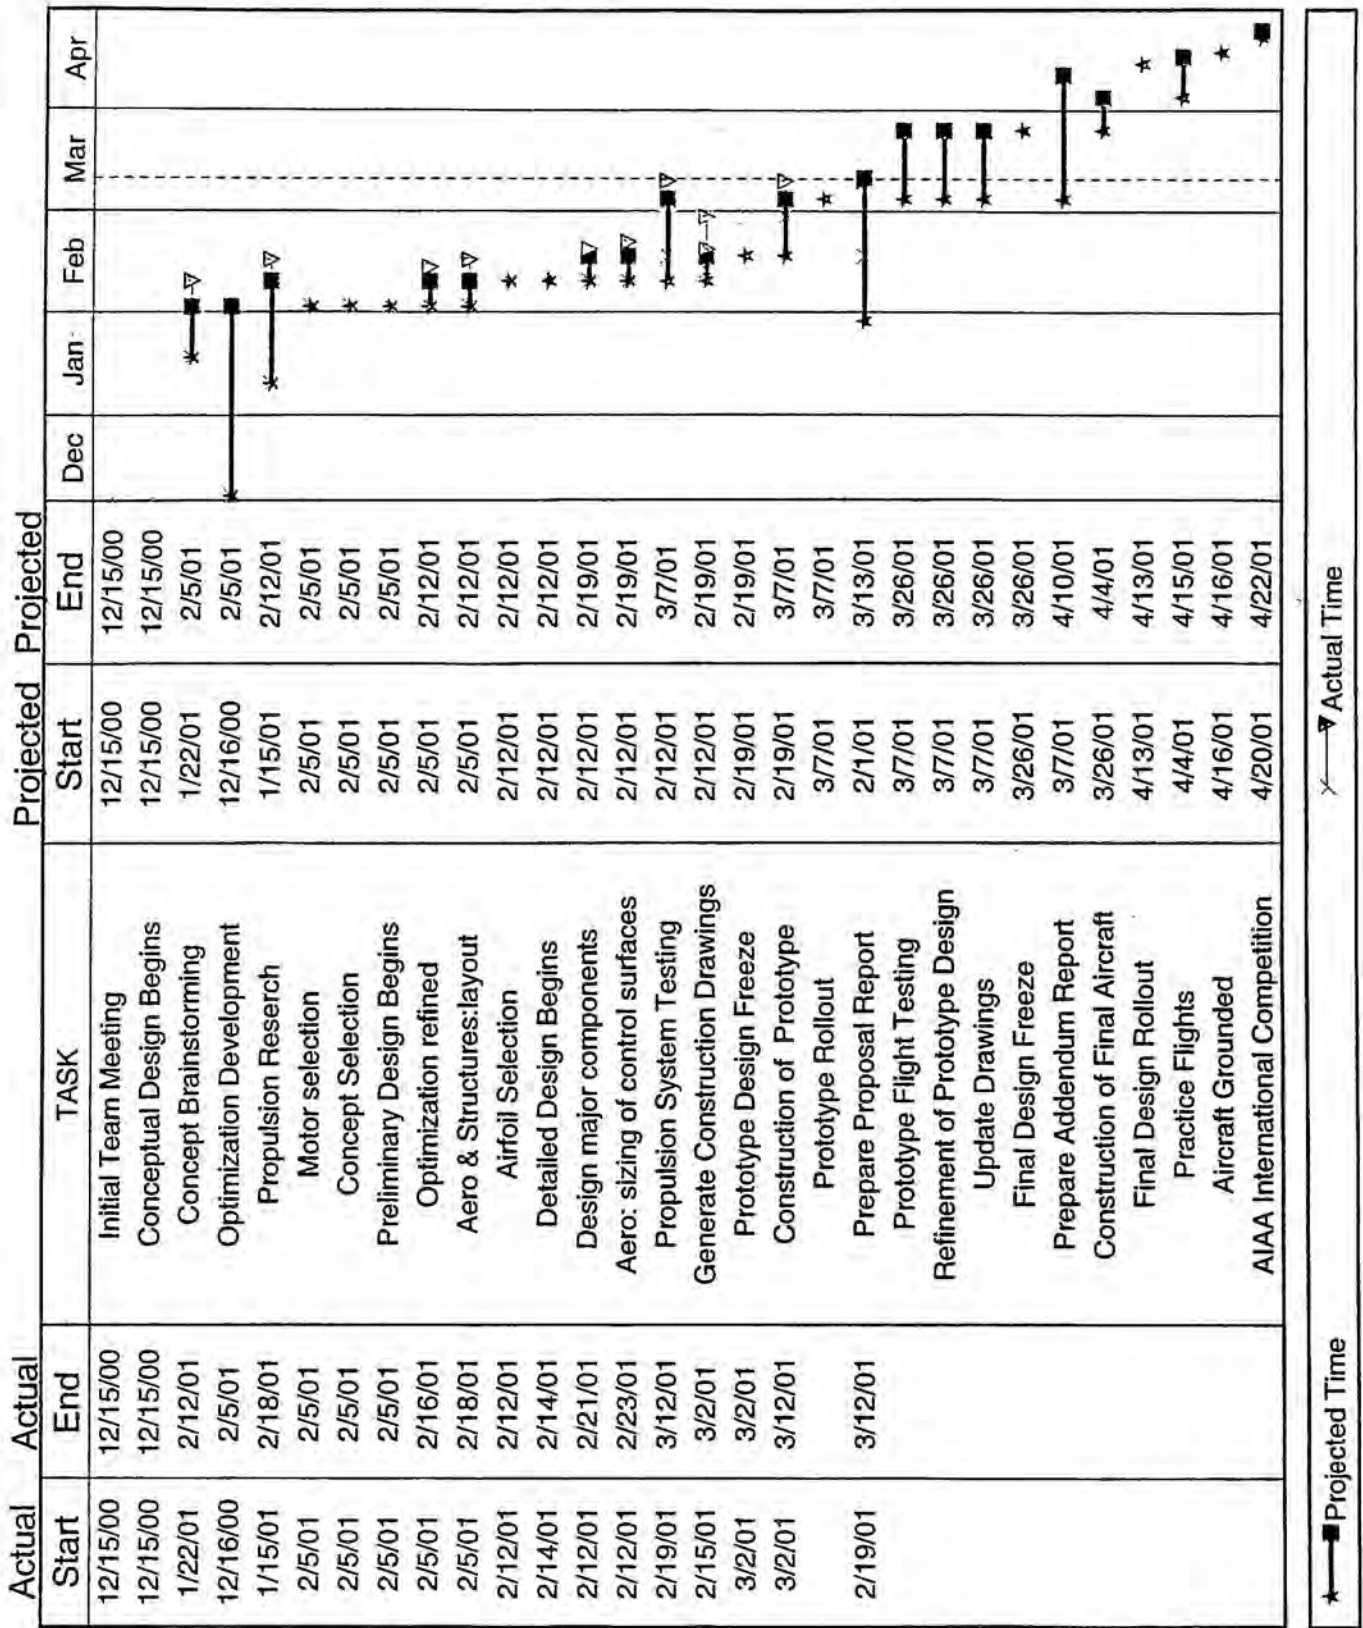 Actual Actual Projected Projected
Start End TASK Start End Dec Jan Feb Mar Apr
12/15/00 12/15/00 Initial Team Meeting 12/15/00 12/15/00
12/15/00 12/15/00 Conceptual Design Begins 12/15/00 12/15/00
1/22/01 2/12/01 Concept Brainstorming 1/22/01 2/5/01
12/16/00 2/5/01 Optimization Development 12/16/00 2/5/01
1/15/01 2/18/01 Propulsion Reserch 1/15/01 2/12/01
2/5/01 2/5/01 Motor selection 2/5/01 2/5/01
2/5/01 2/5/01 Concept Selection 2/5/01 2/5/01
2/5/01 2/5/01 Preliminary Design Begins 2/5/01 2/5/01
2/5/01 2/16/01 Optimization refined 2/5/01 2/12/01
2/5/01 2/18/01 Aero & Structures:layout 2/5/01 2/12/01
2/12/01 2/12/01 Airfoil Selection 2/12/01 2/12/01
2/14/01 2/14/01 Detailed Design Begins 2/12/01 2/12/01
2/12/01 2/21/01 Design major components 2/12/01 2/19/01
2/12/01 2/23/01 Aero: sizing of control surfaces 2/12/01 2/19/01
2/19/01 3/12/01 Propulsion System Testing 2/12/01 3/7/01
2/15/01 3/2/01 Generate Construction Drawings 2/12/01 2/19/01
3/2/01 3/2/01 Prototype Design Freeze 2/19/01 2/19/01
3/2/01 3/12/01 Construction of Prototype 2/19/01 3/7/01
Prototype Rollout 3/7/01 3/7/01
2/19/01 3/12/01 Prepare Proposal Report 2/1/01 3/13/01
Prototype Flight Testing 3/7/01 3/26/01
Refinement of Prototype Design 3/7/01 3/26/01
Update Drawings 3/7/01 3/26/01
Final Design Freeze 3/26/01 3/26/01
Prepare Addendum Report 3/7/01 4/10/01
Construction of Final Aircraft 3/26/01 4/4/01
Final Design Rollout 4/13/01 4/13/01
Practice Flights 4/4/01 4/15/01
Aircraft Grounded 4/16/01 4/16/01
AIAA International Competition 4/20/01 4/22/01
Projected Time Actual Time